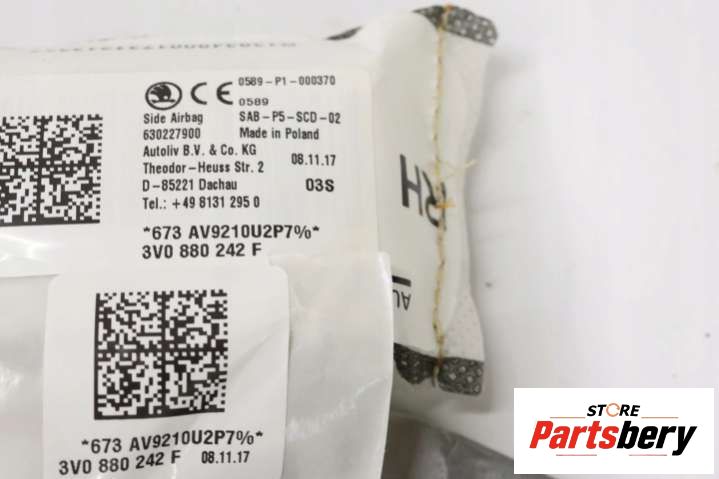 0589-P1-000370
CE
0589
Side Airbag SAB-P5-SCD-02
630227900 Made in Poland
Autoliv B.V. & Co. KG
Theodor-Heuss Str. 2 08.11.17
D-85221 Dachau 03S
Tel.: +49 8131 295 0
*673 AV9210U2P7%*
3V0 880 242 F
RH
AU
*673 AV9210U2P7%*
3V0 880 242 F 08.11.17
STORE
Partsbery